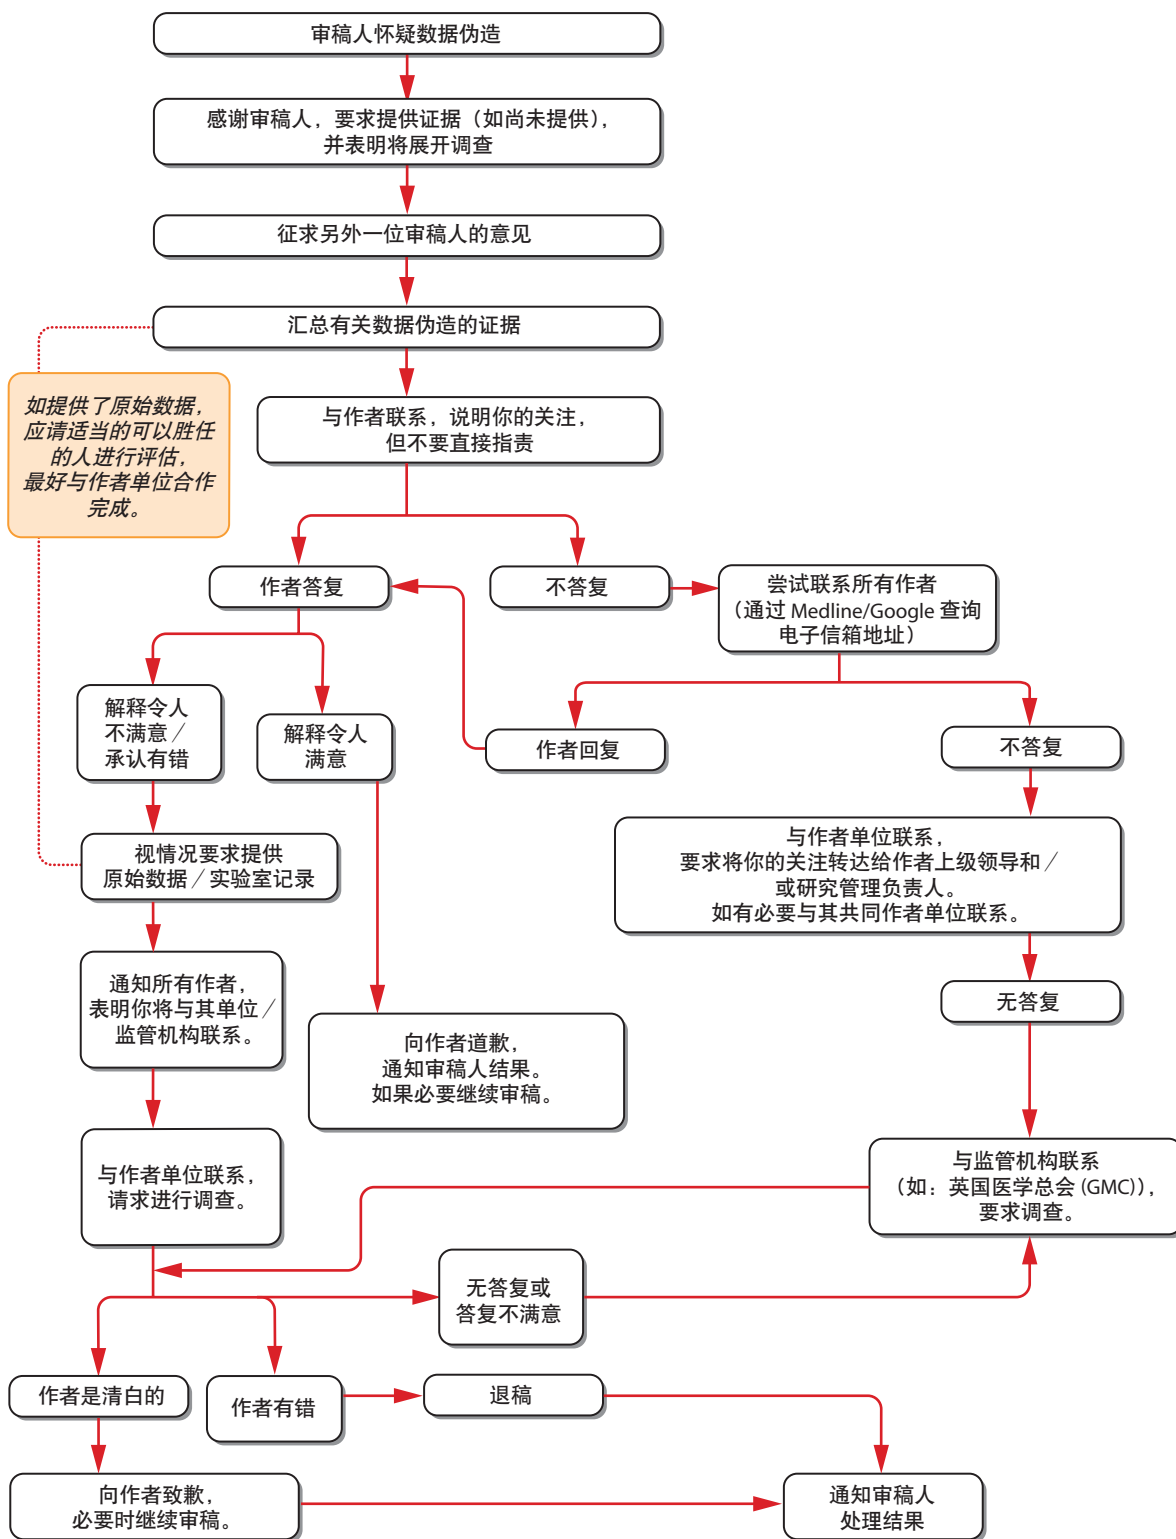 审稿人怀疑数据伪造
感谢审稿人，要求提供证据（如尚未提供），
并表明将展开调查
征求另外一位审稿人的意见
汇总有关数据伪造的证据
如提供了原始数据，
应请适当的可以胜任
的人进行评估，
最好与作者单位合作
完成。
与作者联系，说明你的关注，
但不要直接指责
作者答复
不答复
尝试联系所有作者
（通过 Medline/Google 查询
电子信箱地址）
解释令人
不满意／
承认有错
解释令人
满意
作者回复
不答复
视情况要求提供
原始数据／实验室记录
与作者单位联系，
要求将你的关注转达给作者上级领导和／
或研究管理负责人。
如有必要与其共同作者单位联系。
通知所有作者，
表明你将与其单位／
监管机构联系。
无答复
向作者道歉，
通知审稿人结果。
如果必要继续审稿。
与作者单位联系，
请求进行调查。
与监管机构联系
（如：英国医学总会 (GMC)），
要求调查。
无答复或
答复不满意
作者是清白的
作者有错
退稿
向作者致歉，
必要时继续审稿。
通知审稿人
处理结果